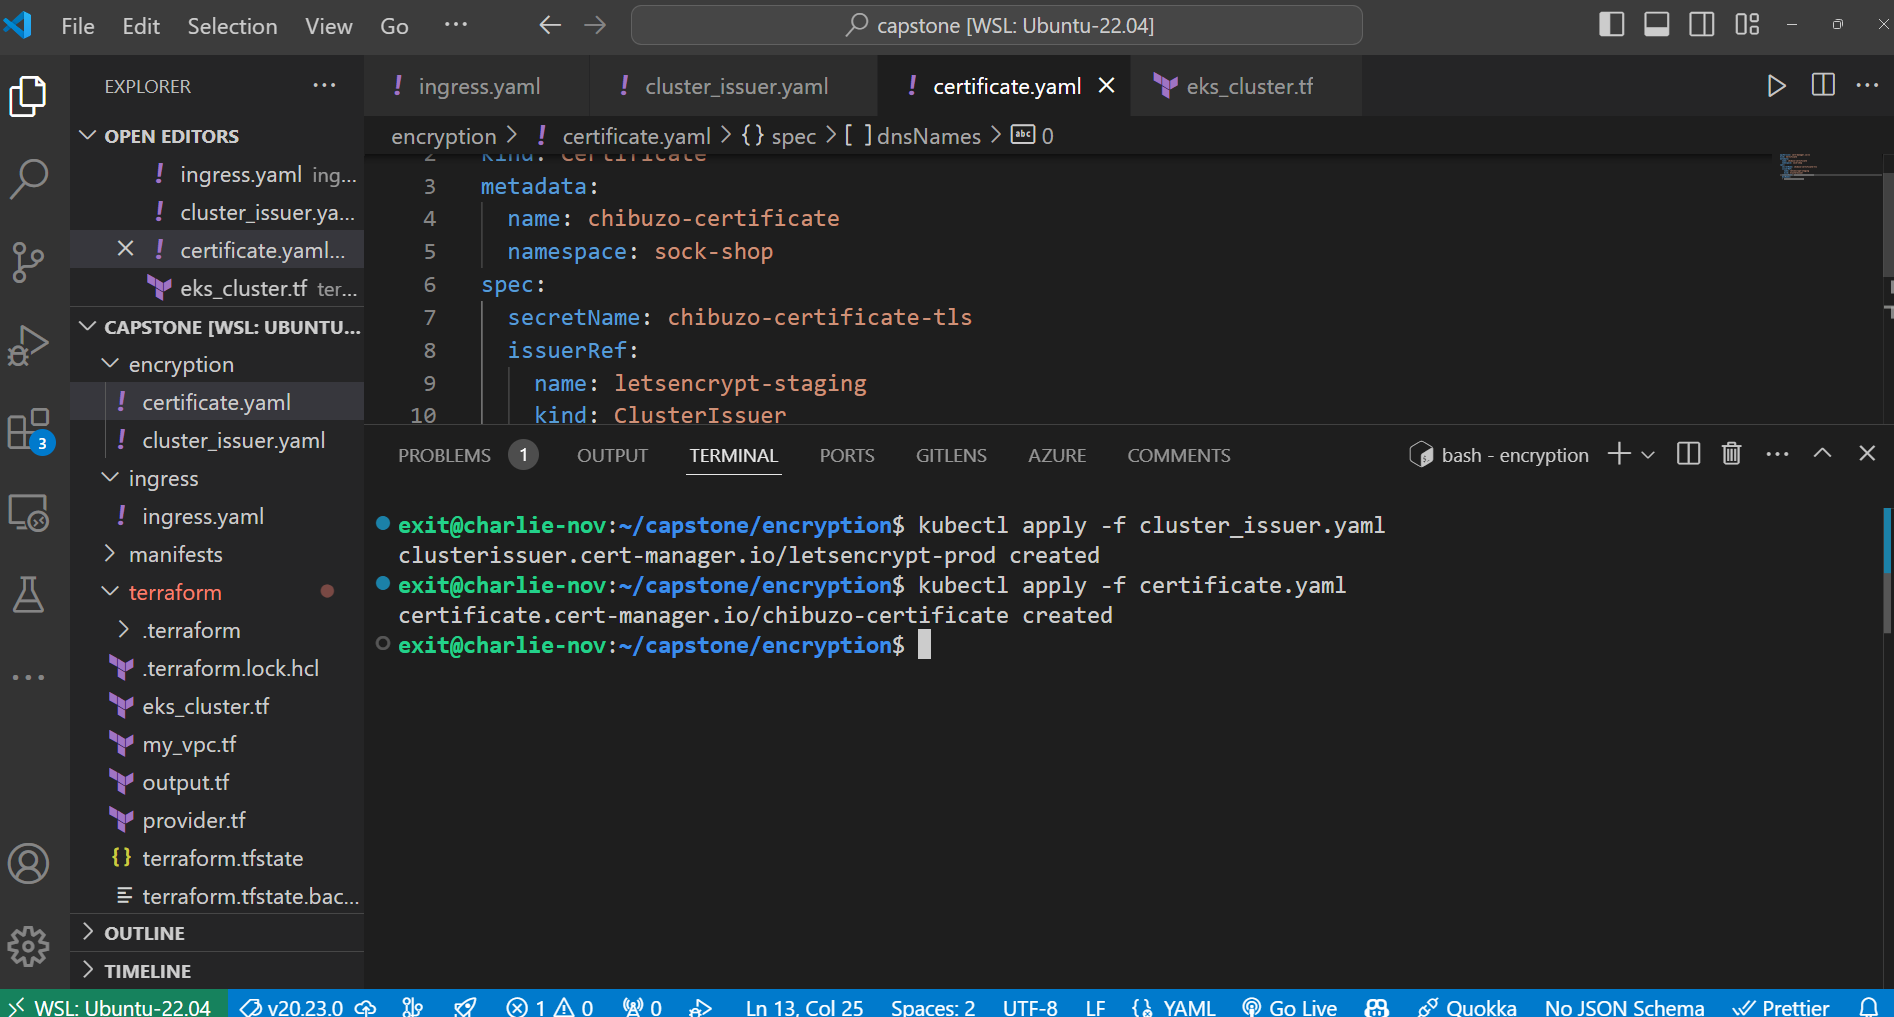 File Edit Selection View Go ···
capstone [WSL: Ubuntu-22.04]
EXPLORER ···
ingress.yaml
cluster_issuer.yaml
certificate.yaml
eks_cluster.tf
encryption > ! certificate.yaml > {} spec > [ ] dnsNames > abc 0
OPEN EDITORS
! ingress.yaml ing...
! cluster_issuer.ya...
! certificate.yaml...
eks_cluster.tf ter...
CAPSTONE [WSL: UBUNTU...
encryption
! certificate.yaml
! cluster_issuer.yaml
ingress
! ingress.yaml
manifests
terraform
.terraform
.terraform.lock.hcl
eks_cluster.tf
my_vpc.tf
output.tf
provider.tf
{} terraform.tfstate
terraform.tfstate.bac...
OUTLINE
TIMELINE
3
2 kind: Certificate
3 metadata:
4 name: chibuzo-certificate
5 namespace: sock-shop
6 spec:
7 secretName: chibuzo-certificate-tls
8 issuerRef:
9 name: letsencrypt-staging
10 kind: ClusterIssuer
PROBLEMS 1 OUTPUT TERMINAL PORTS GITLENS AZURE COMMENTS
bash - encryption
exit@charlie-nov:~/capstone/encryption$ kubectl apply -f cluster_issuer.yaml
clusterissuer.cert-manager.io/letsencrypt-prod created
exit@charlie-nov:~/capstone/encryption$ kubectl apply -f certificate.yaml
certificate.cert-manager.io/chibuzo-certificate created
exit@charlie-nov:~/capstone/encryption$
WSL: Ubuntu-22.04 v20.23.0 1 0 0 Ln 13, Col 25 Spaces: 2 UTF-8 LF {} YAML Go Live Quokka No JSON Schema Prettier